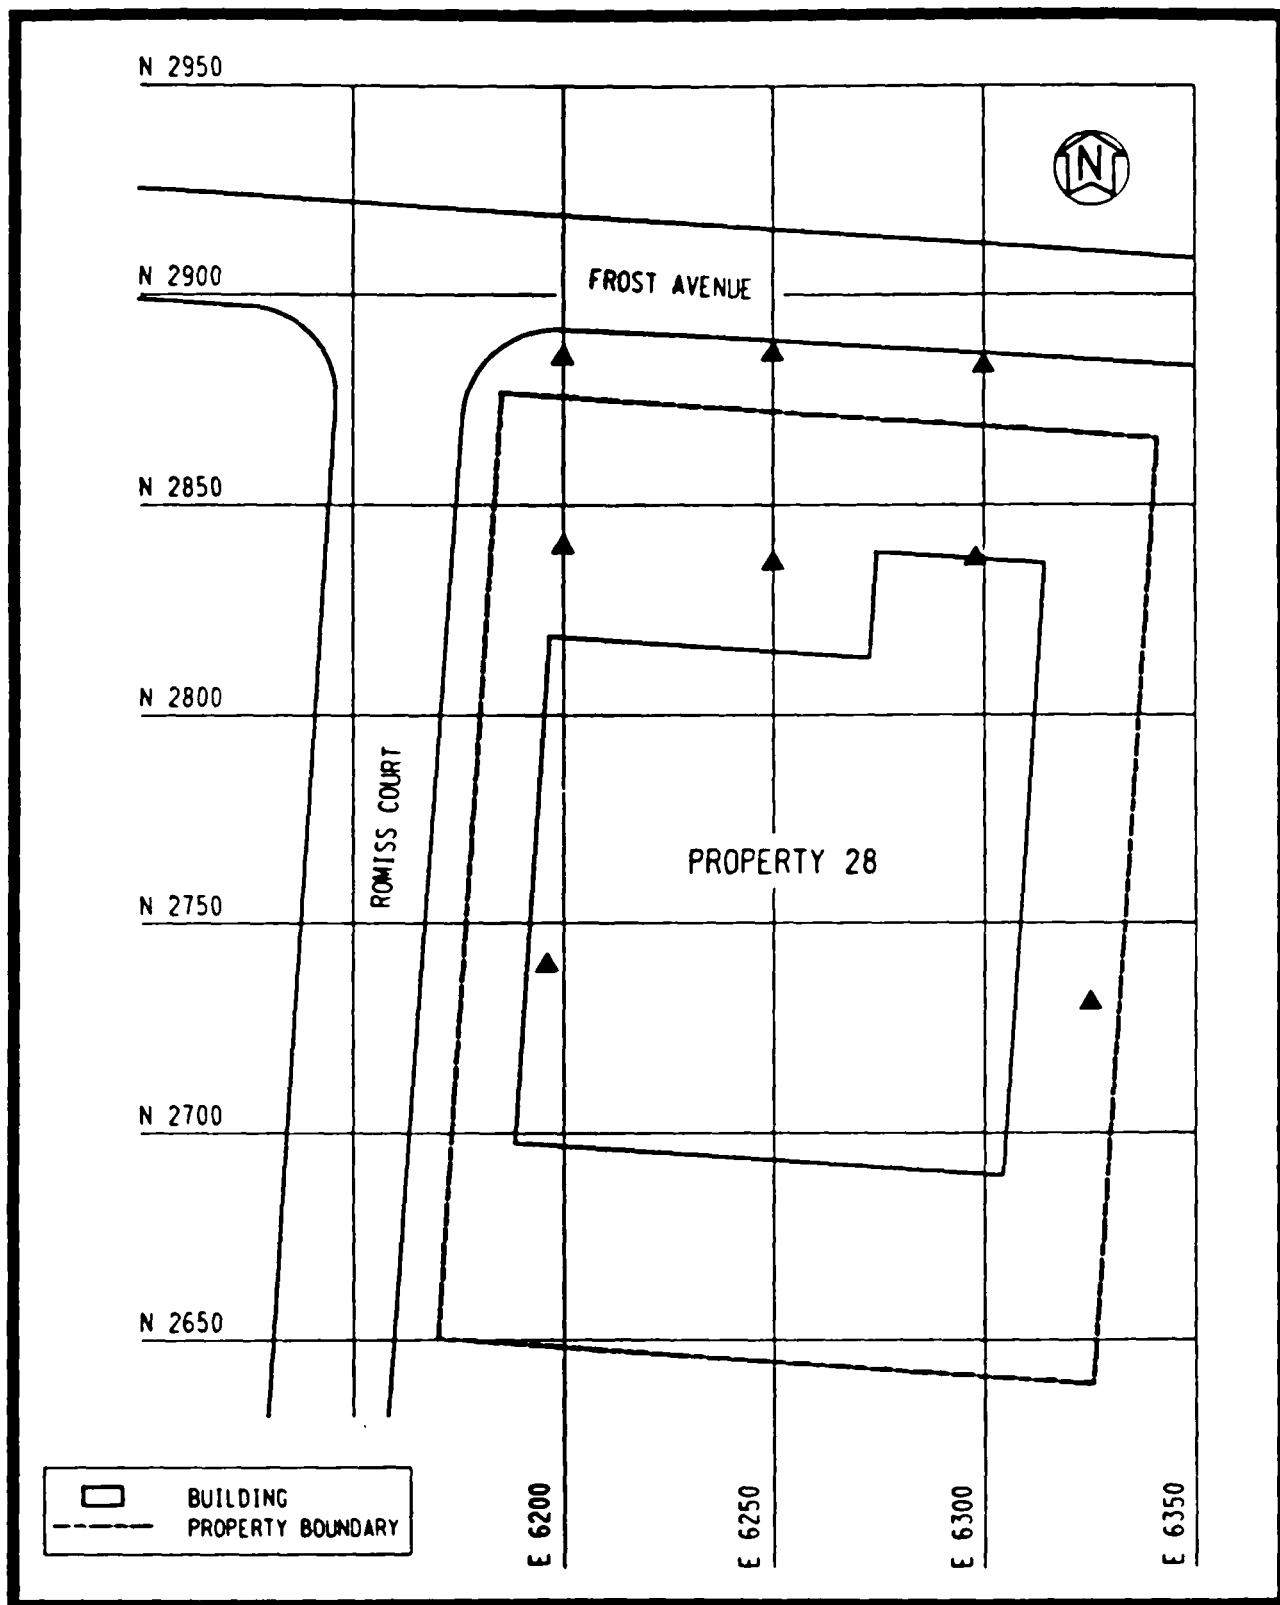 N 2950
N
N 2900
FROST AVENUE
N 2850
N 2800
ROMISS COURT
PROPERTY 28
N 2750
N 2700
N 2650
BUILDING
PROPERTY BOUNDARY
E 6200
E 6250
E 6300
E 6350